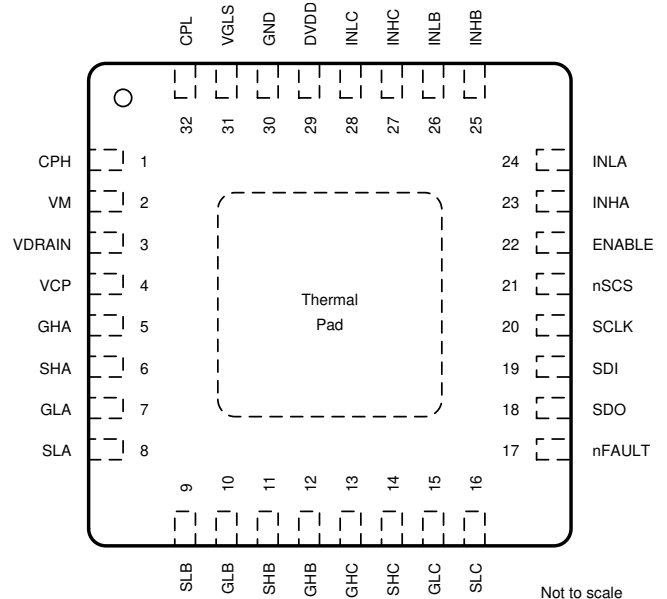 CPL VGLS GND DVDD INLC INHC INLB INHB
32 31 30 29 28 27 26 25
CPH 1 24 INLA
VM 2 23 INHA
VDRAIN 3 22 ENABLE
VCP 4 21 nSCS
GHA 5 20 SCLK
SHA 6 19 SDI
GLA 7 18 SDO
SLA 8 17 nFAULT
Thermal
Pad
9 10 11 12 13 14 15 16
SLB GLB SHB GHB GHC SHC GLC SLC
Not to scale